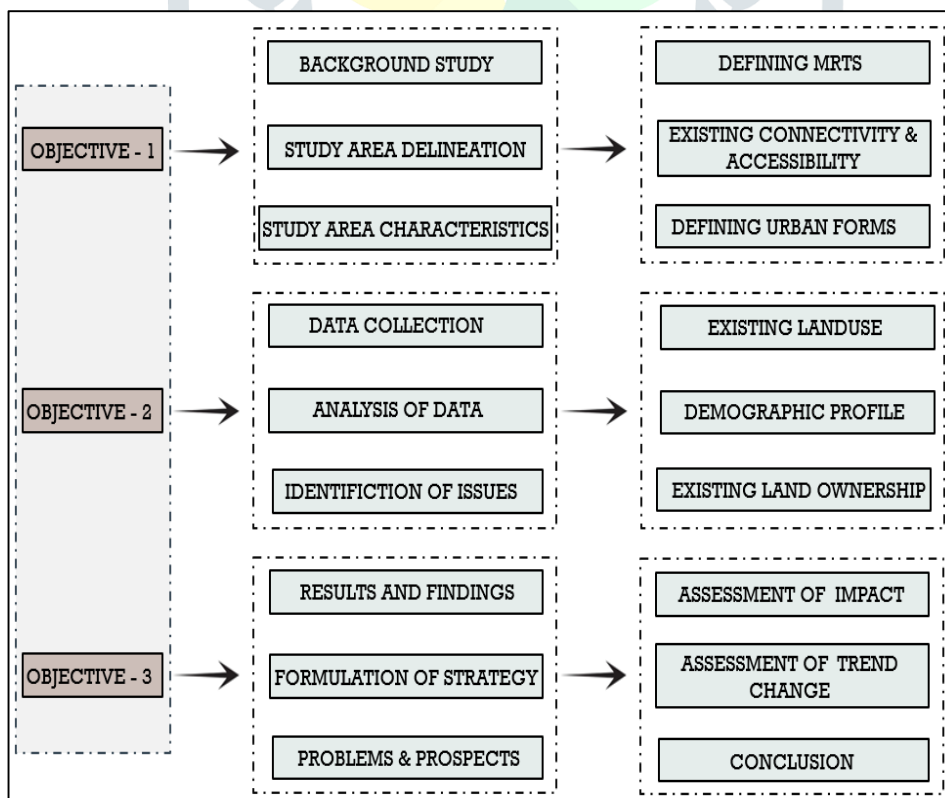 BACKGROUND STUDY
DEFINING MRTS
OBJECTIVE - 1
STUDY AREA DELINEATION
EXISTING CONNECTIVITY &
ACCESSIBILITY
STUDY AREA CHARACTERISTICS
DEFINING URBAN FORMS
DATA COLLECTION
EXISTING LANDUSE
OBJECTIVE - 2
ANALYSIS OF DATA
DEMOGRAPHIC PROFILE
IDENTIFICTION OF ISSUES
EXISTING LAND OWNERSHIP
RESULTS AND FINDINGS
ASSESSMENT OF IMPACT
OBJECTIVE - 3
FORMULATION OF STRATEGY
ASSESSMENT OF TREND
CHANGE
PROBLEMS & PROSPECTS
CONCLUSION